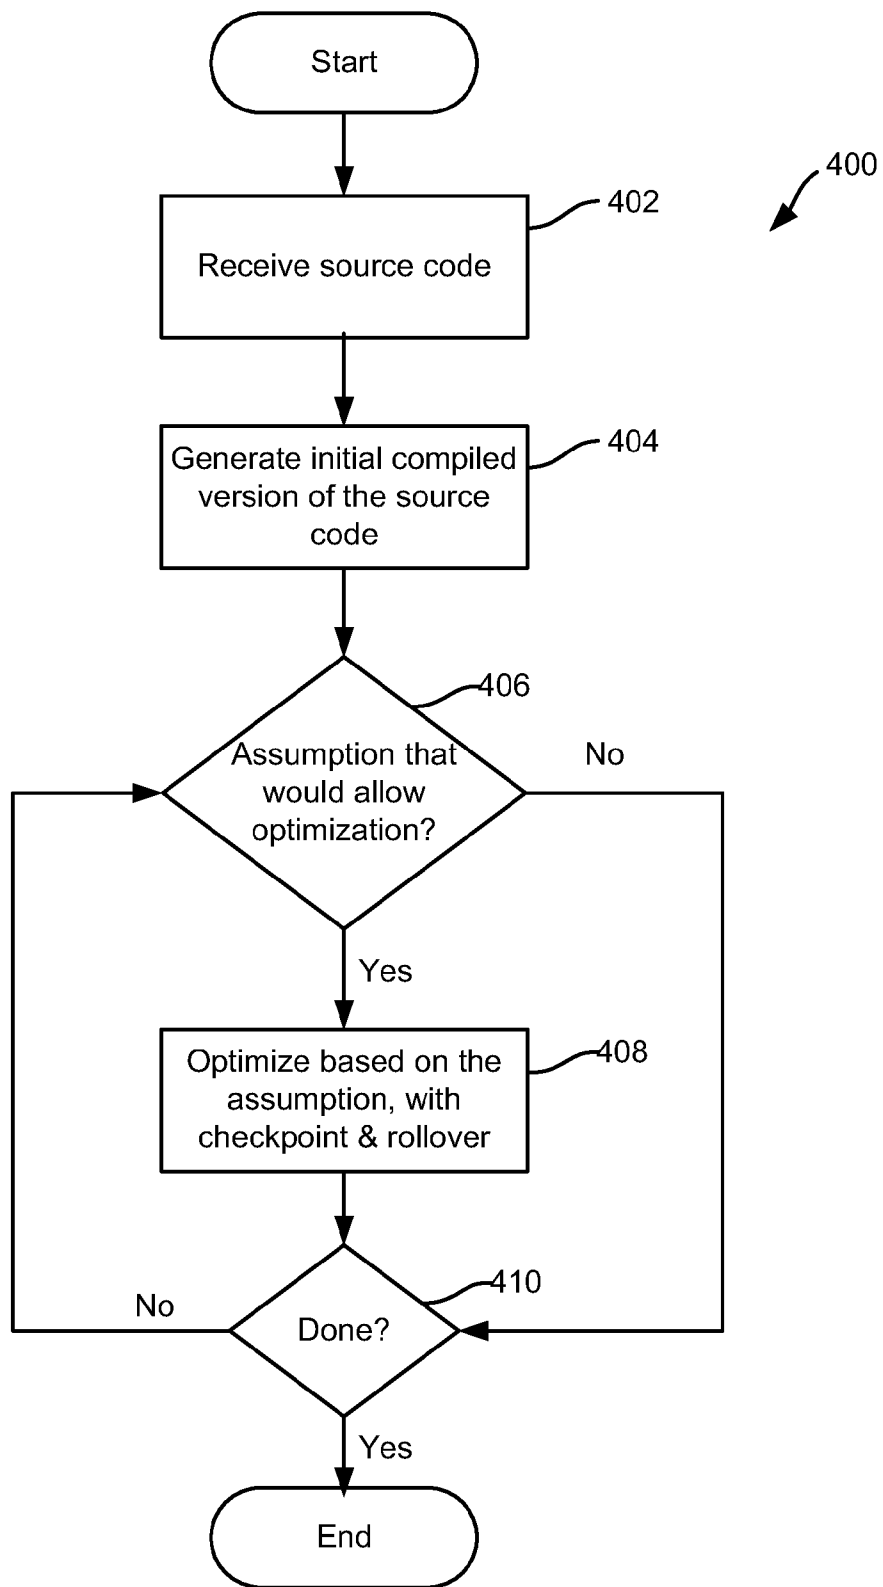 Start
400
402
Receive source code
404
Generate initial compiled
version of the source
code
406
Assumption that
would allow
optimization?
No
Yes
408
Optimize based on the
assumption, with
checkpoint & rollover
410
No
Done?
Yes
End